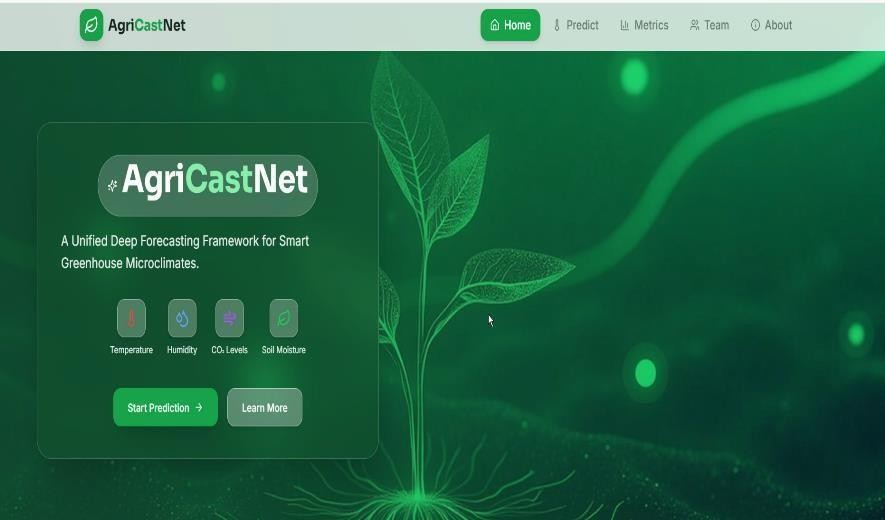 AgriCastNet
Home
Predict
Metrics
Team
About
AgriCastNet
A Unified Deep Forecasting Framework for Smart
Greenhouse Microclimates.
Temperature
Humidity
CO₂ Levels
Soil Moisture
Start Prediction →
Learn More